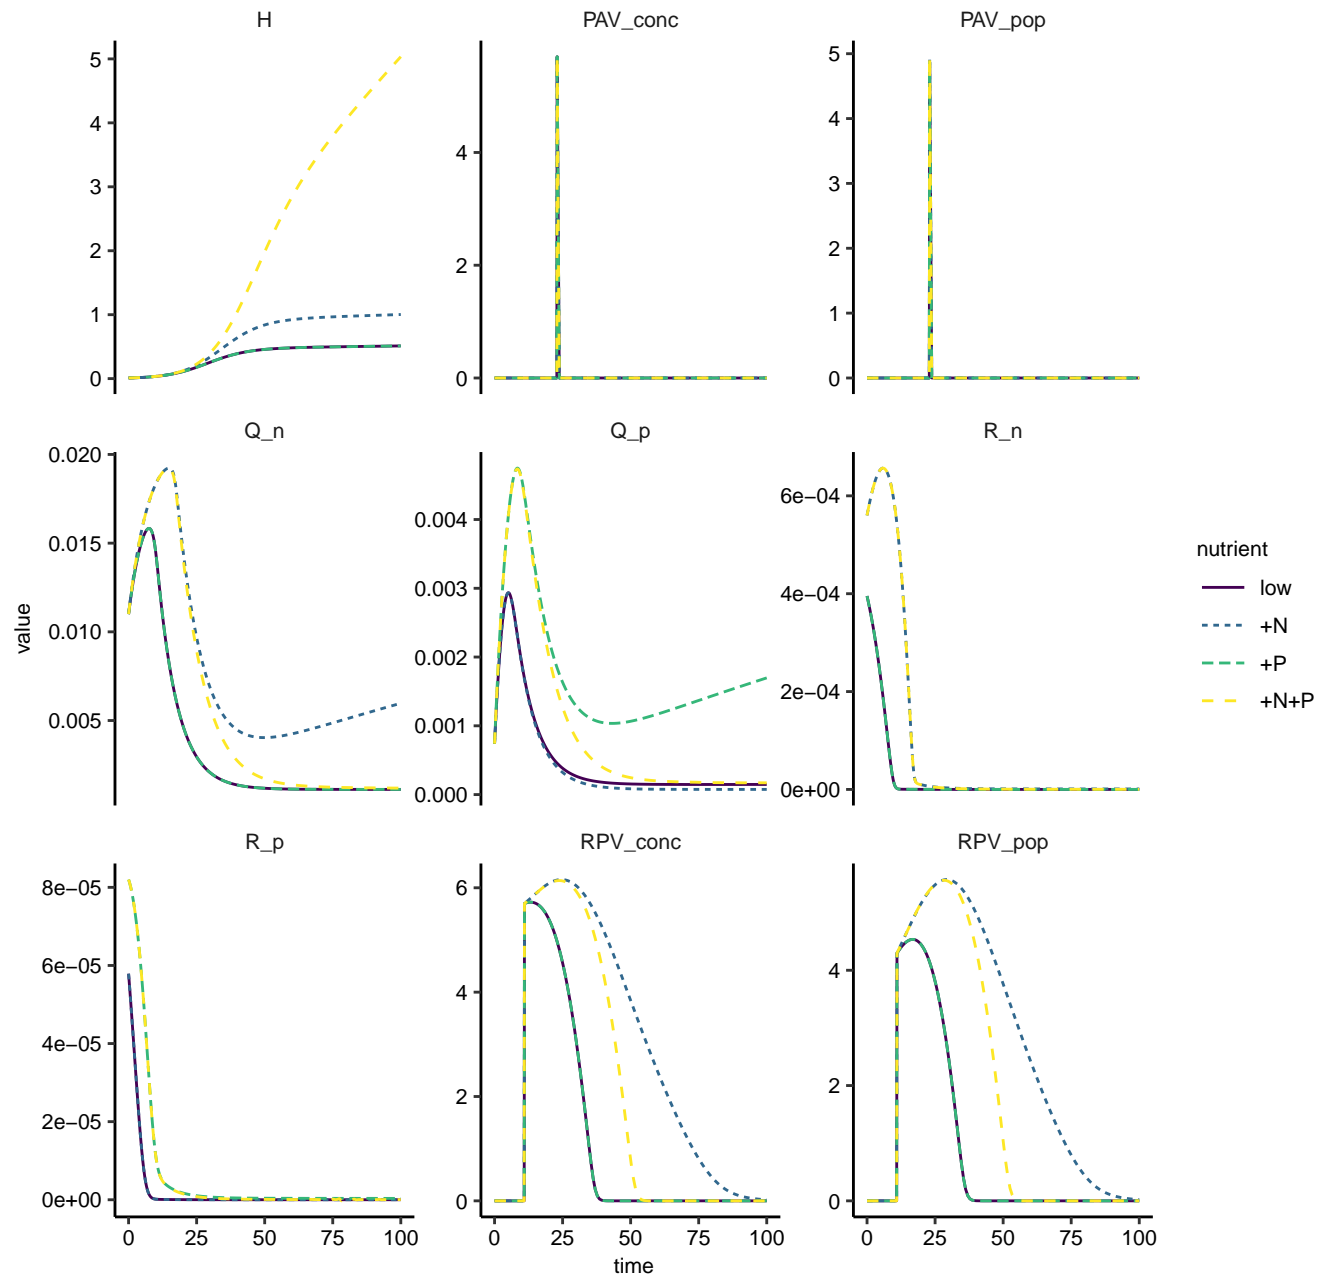 H
PAV_conc
PAV_pop
5
4
3
2
1
0
4
2
0
5
4
3
2
1
0
Q_n
Q_p
R_n
0.020
0.015
0.010
0.005
0.004
0.003
0.002
0.001
0.000
6e−04
4e−04
2e−04
0e+00
value
nutrient
low
+N
+P
+N+P
R_p
RPV_conc
RPV_pop
8e−05
6e−05
4e−05
2e−05
0e+00
6
4
2
0
4
2
0
0 25 50 75 100
0 25 50 75 100
0 25 50 75 100
time